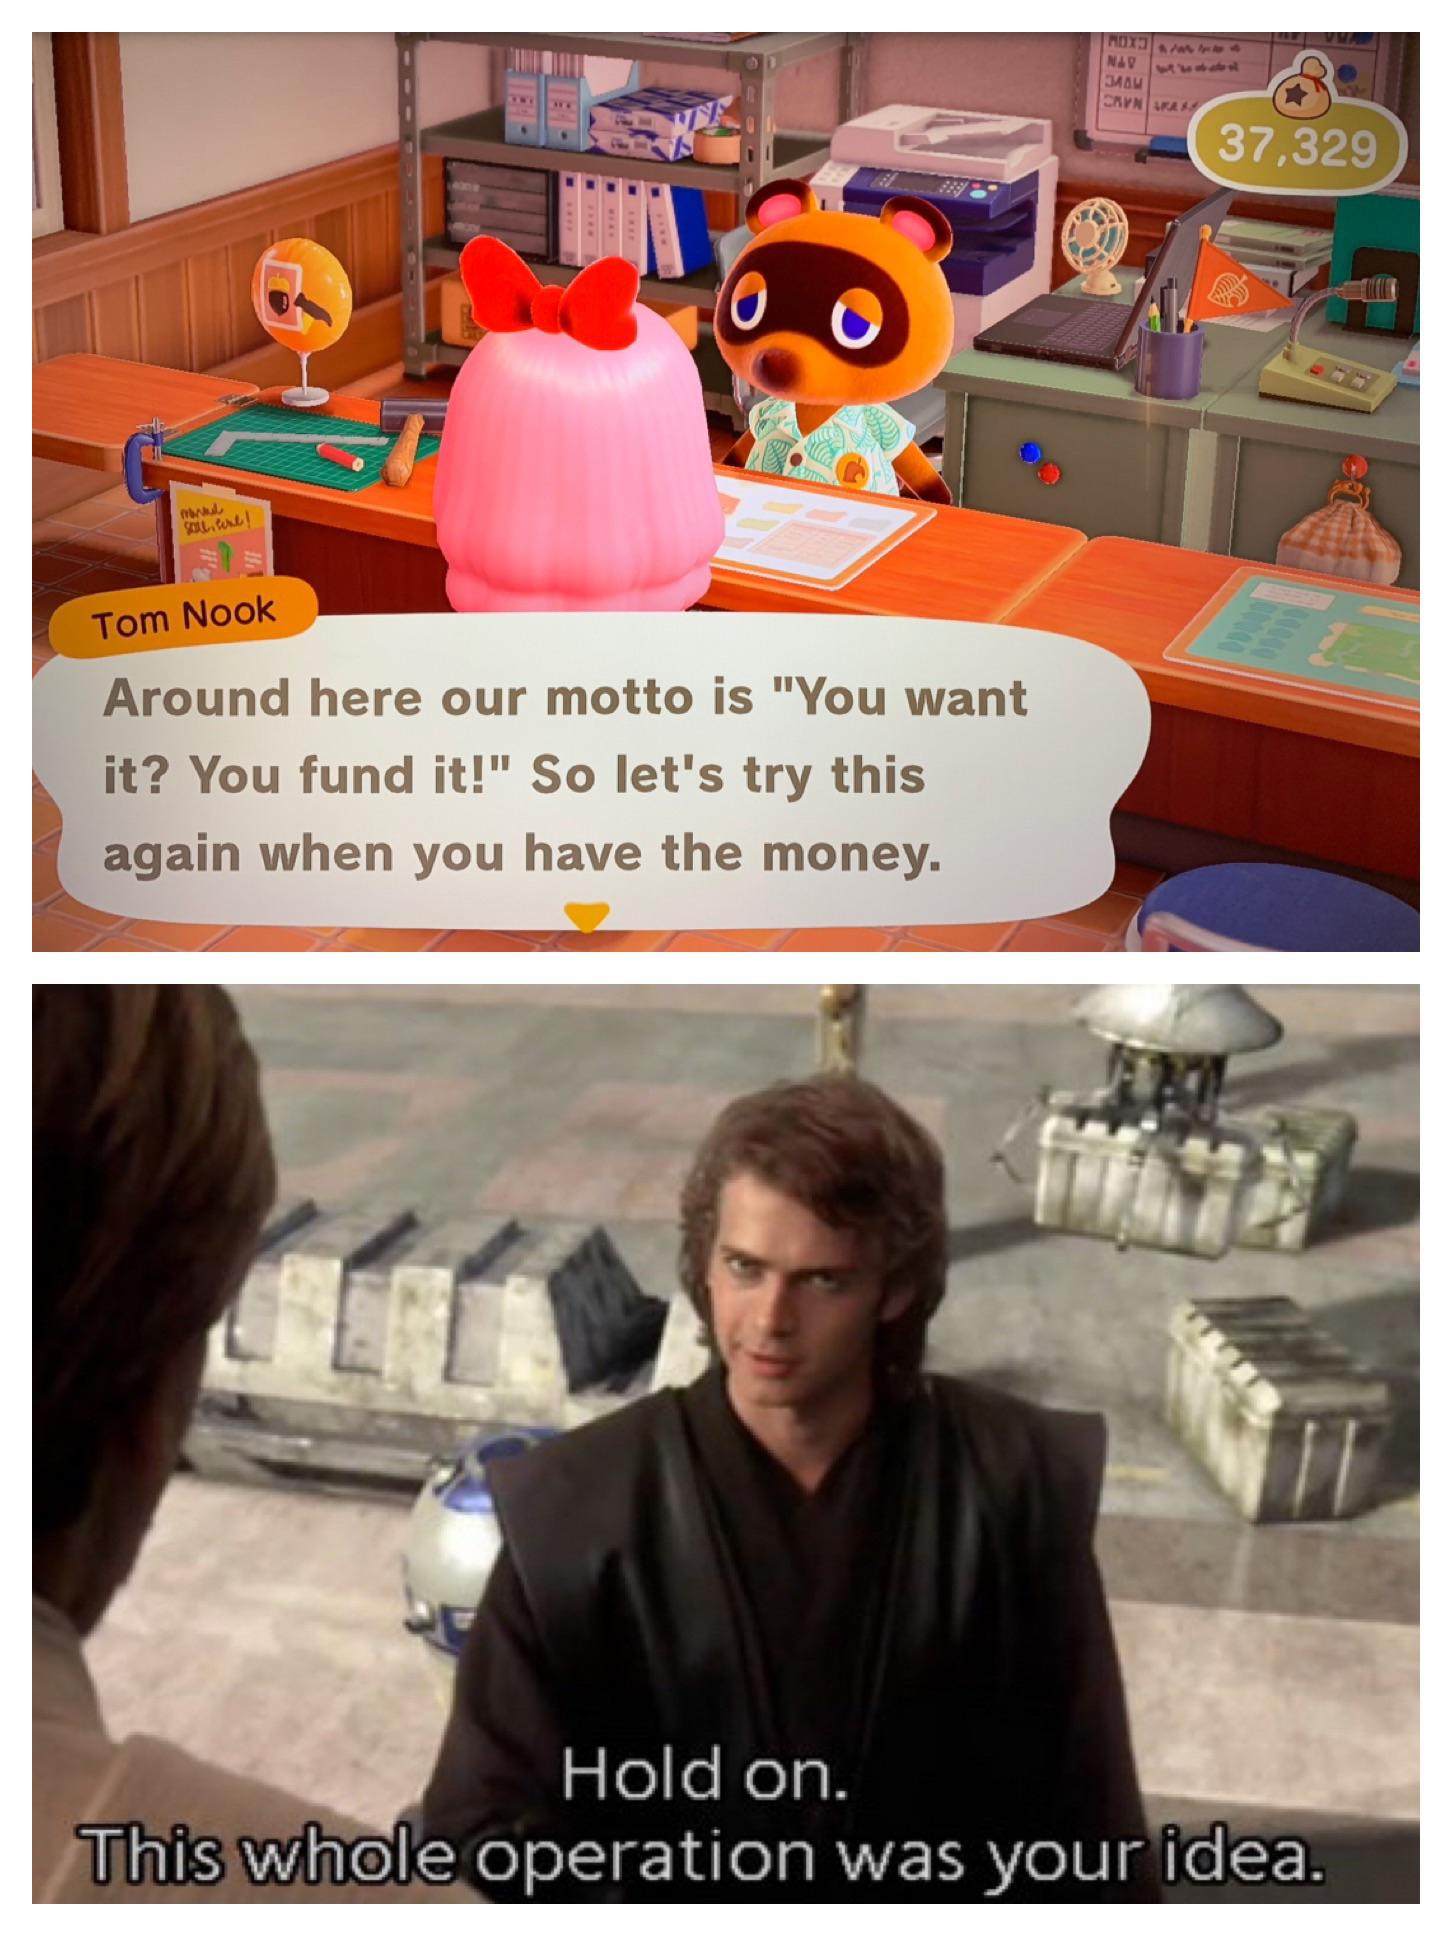 37,329
Tom Nook
Around here our motto is "You want
it? You fund it!" So let's try this
again when you have the money.
Hold on.
This whole operation was your idea.